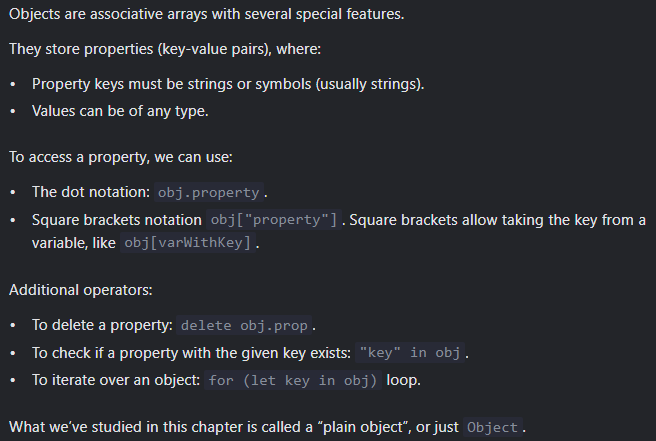 Objects are associative arrays with several special features.
They store properties (key-value pairs), where:
• Property keys must be strings or symbols (usually strings).
• Values can be of any type.
To access a property, we can use:
• The dot notation: obj.property.
• Square brackets notation obj["property"]. Square brackets allow taking the key from a
variable, like obj[varWithKey].
Additional operators:
• To delete a property: delete obj.prop.
• To check if a property with the given key exists: "key" in obj.
• To iterate over an object: for (let key in obj) loop.
What we’ve studied in this chapter is called a “plain object”, or just Object.